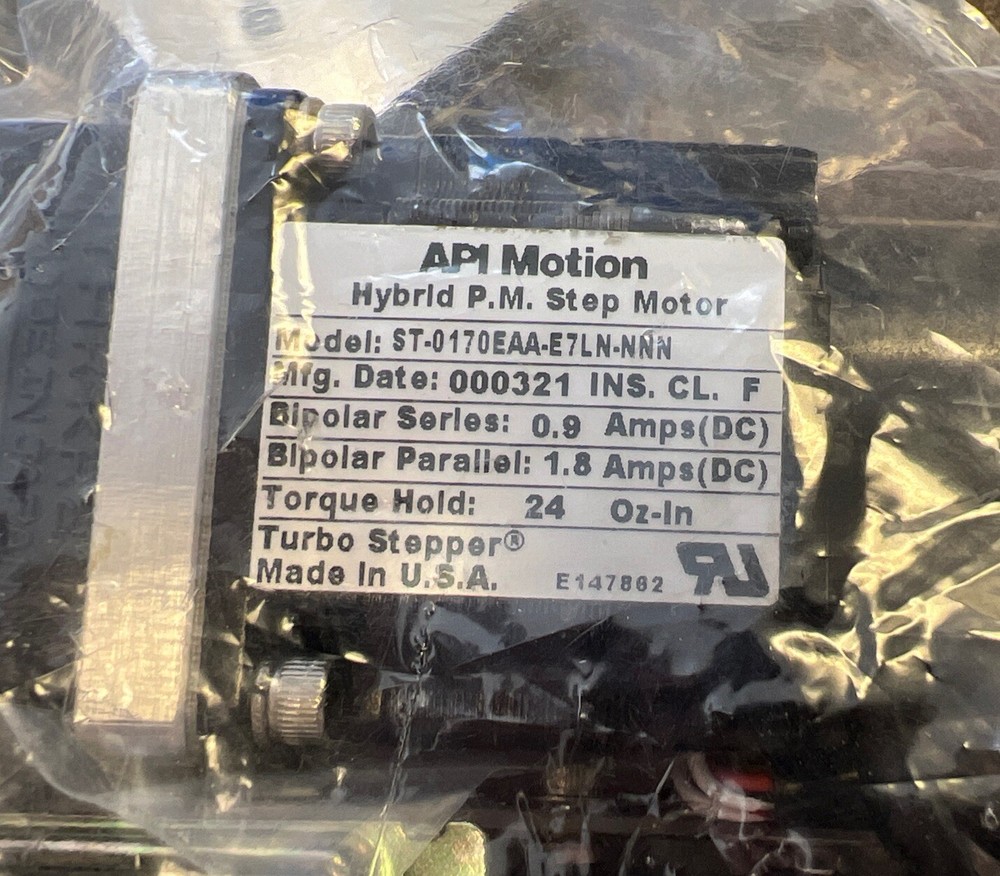 API Motion
Hybrid P.M. Step Motor
Model: ST-0170EAA-E7LN-NNN
Mfg. Date: 000321 INS. CL. F
Bipolar Series: 0.9 Amps(DC)
Bipolar Parallel: 1.8 Amps(DC)
Torque Hold: 24 Oz-In
Turbo Stepper®
Made In U.S.A. E147862